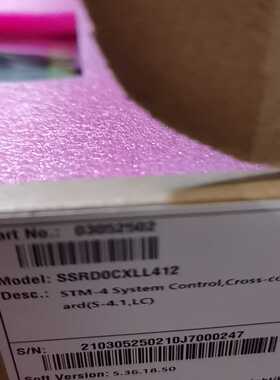 art No.: 03052502
Model: SSRD0CXLL412
Desc.: STM-4 System Control,Cross-co
ard(S-4.1,LC)
S/N:
210305250210J7000247
Soft Version: 5.36.18.50